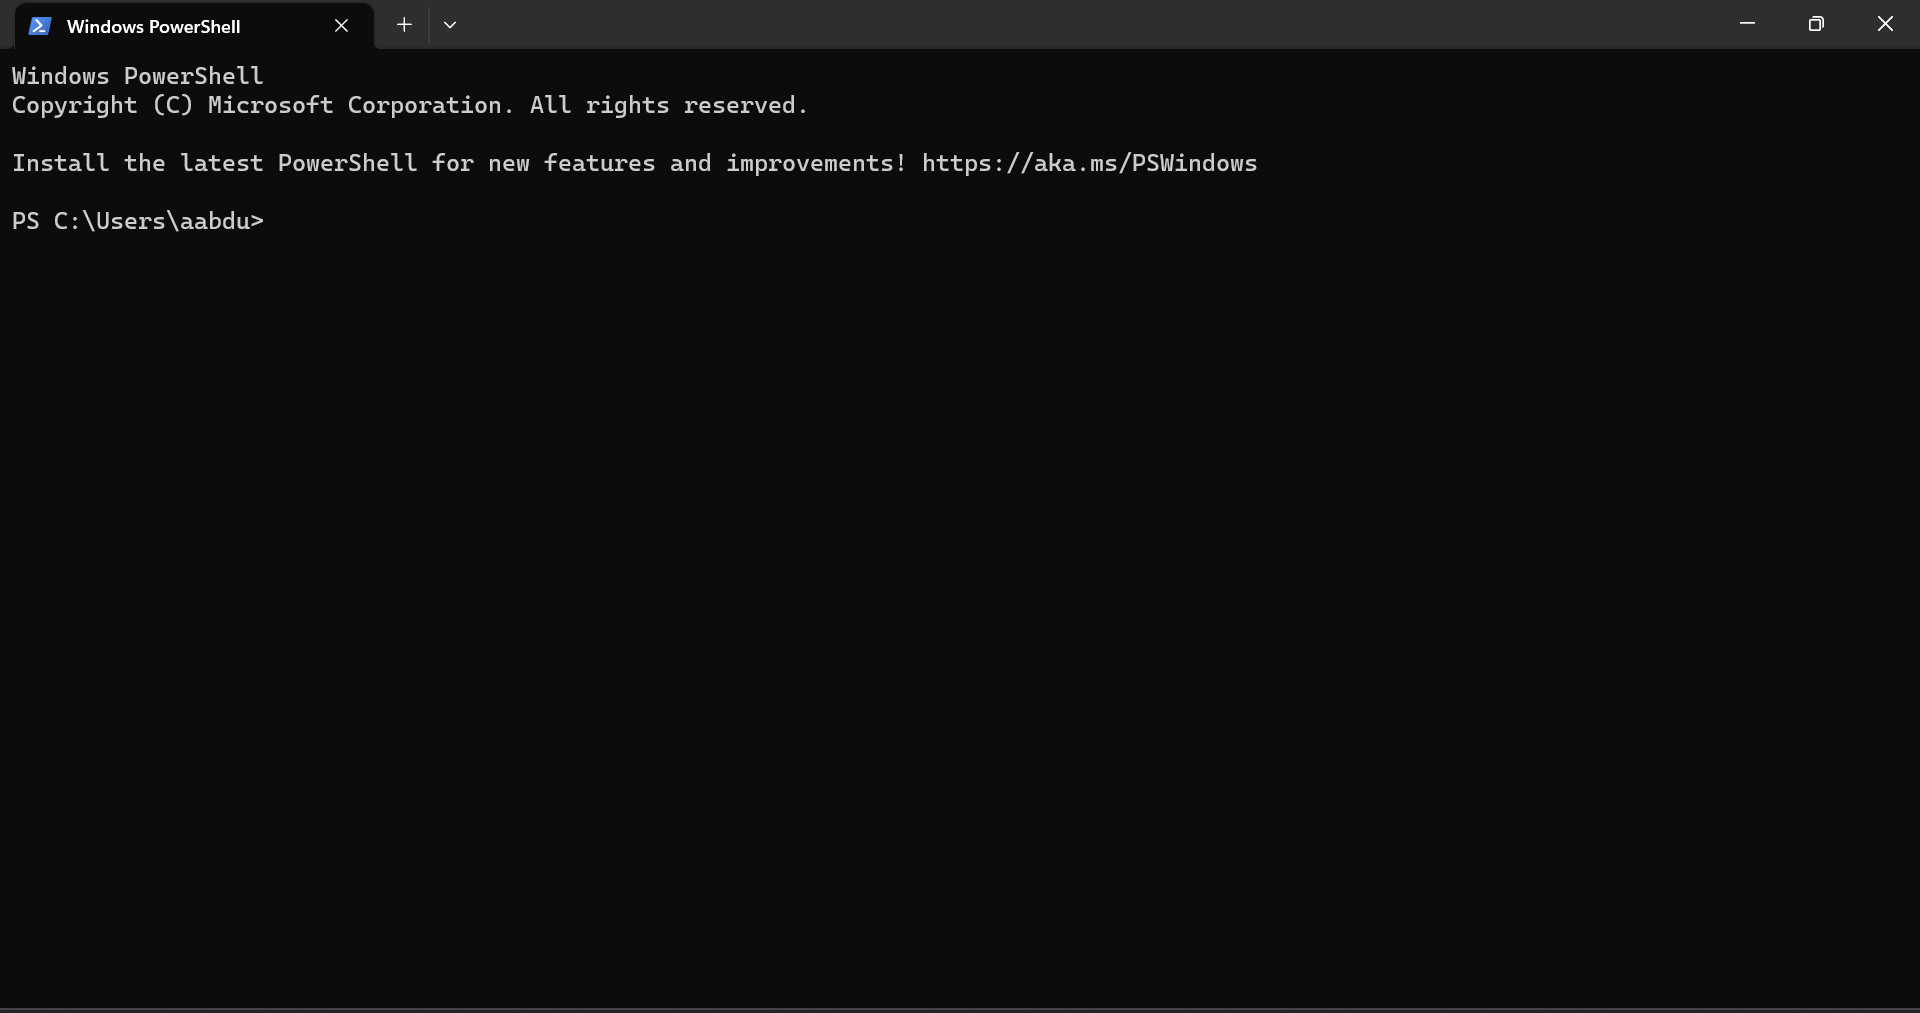 Windows PowerShell
Windows PowerShell
Copyright (C) Microsoft Corporation. All rights reserved.
Install the latest PowerShell for new features and improvements! https://aka.ms/PSWindows
PS C:\Users\aabdu>